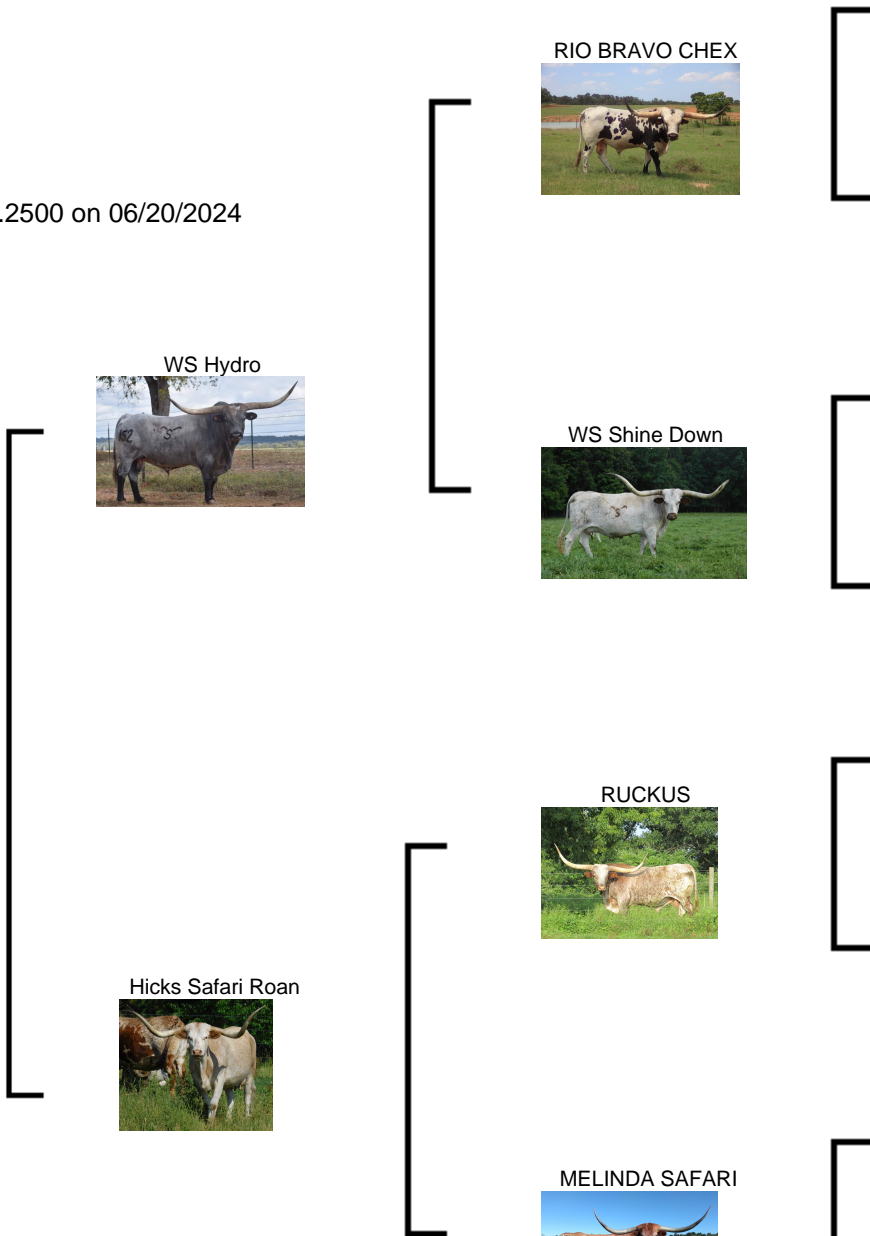 RIO BRAVO CHEX
.2500 on 06/20/2024
WS Hydro
WS Shine Down
RUCKUS
Hicks Safari Roan
MELINDA SAFARI